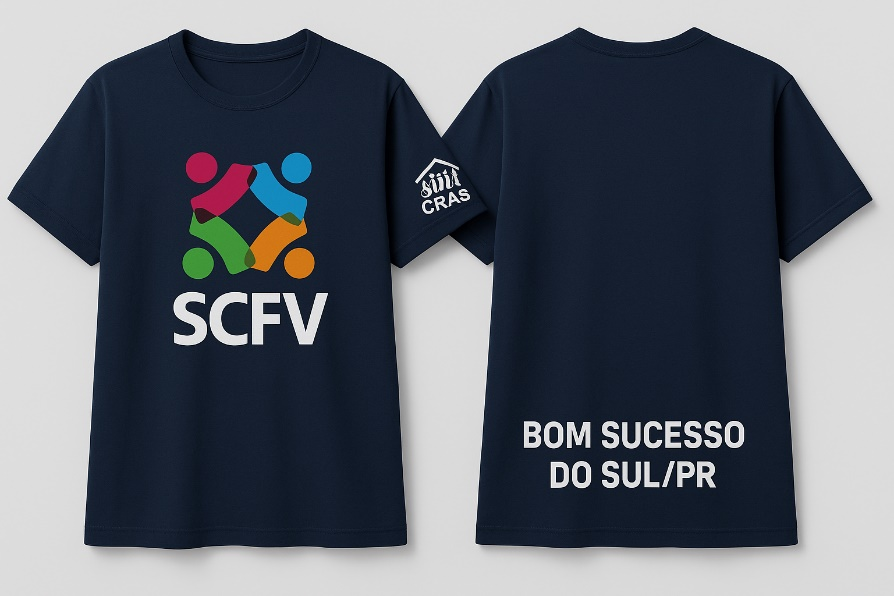 SCFV
CRAS
BOM SUCESSO
DO SUL/PR